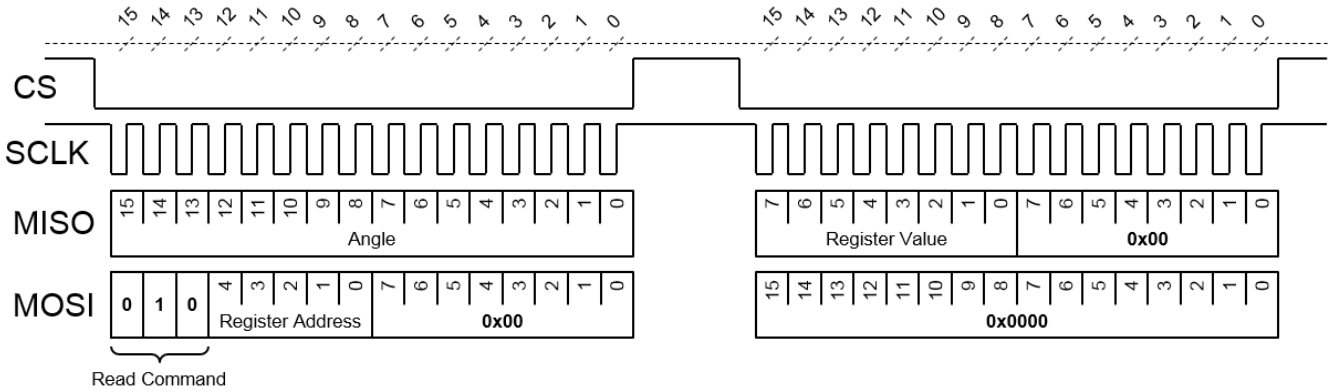 15 14 13 12 11 10 9 8 7 6 5 4 3 2 1 0 15 14 13 12 11 10 9 8 7 6 5 4 3 2 1 0
CS
SCLK
MISO 15 14 13 12 11 10 9 8 7 6 5 4 3 2 1 0 7 6 5 4 3 2 1 0 7 6 5 4 3 2 1 0
Angle Register Value 0x00
MOSI 0 1 0 4 3 2 1 0 7 6 5 4 3 2 1 0 15 14 13 12 11 10 9 8 7 6 5 4 3 2 1 0
Register Address 0x00 0x0000
Read Command